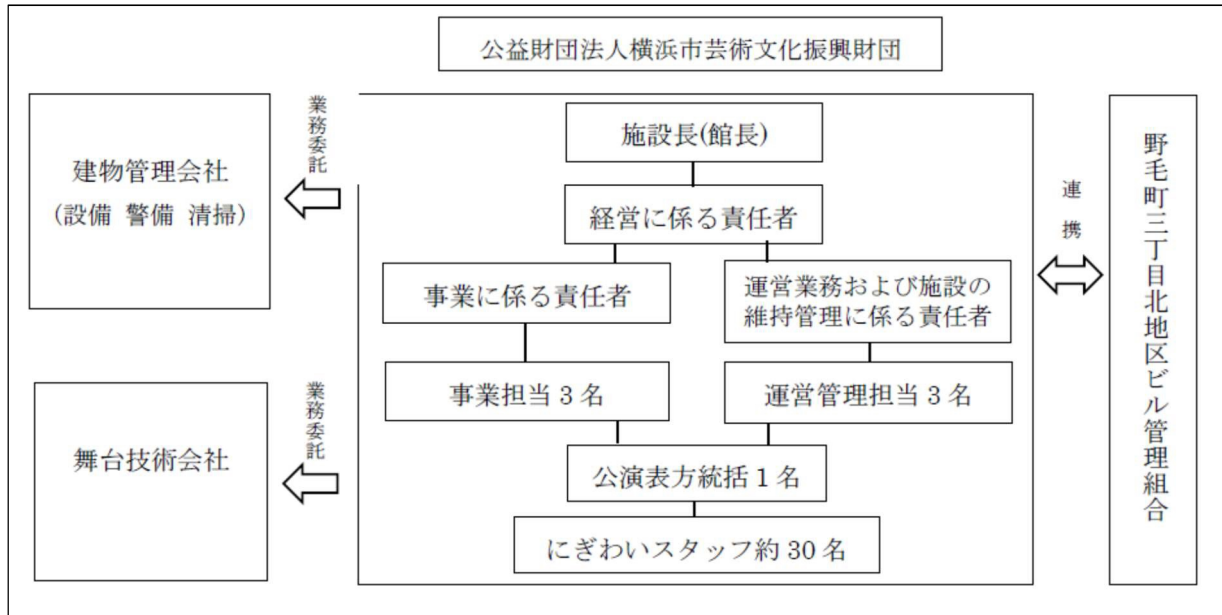 公益財団法人横浜市芸術文化振興財団
建物管理会社
(設備 警備 清掃)
業務委託
施設長(館長)
経営に係る責任者
事業に係る責任者
運営業務および施設の
維持管理に係る責任者
事業担当 3 名
運営管理担当 3 名
公演表方統括 1 名
にぎわいスタッフ約 30 名
舞台技術会社
業務委託
連携
野毛町三丁目北地区ビル管理組合